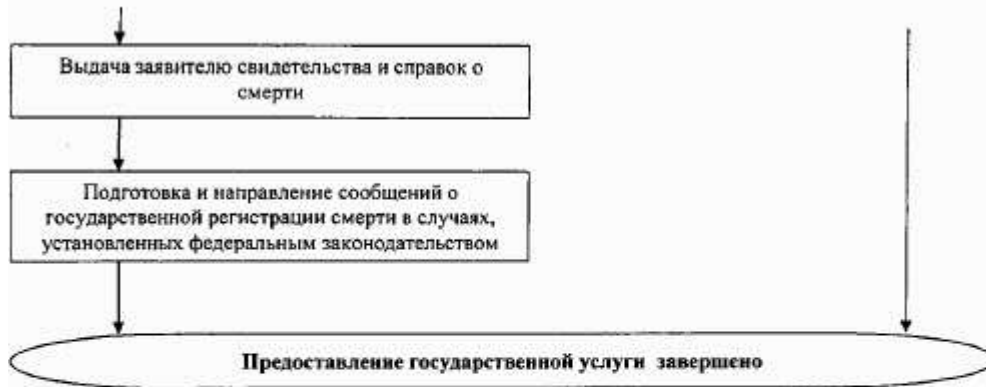 Выдача заявителю свидетельства и справок о
смерти
Подготовка и направление сообщений о
государственной регистрации смерти в случаях,
установленных федеральным законодательством
Предоставление государственной услуги завершено